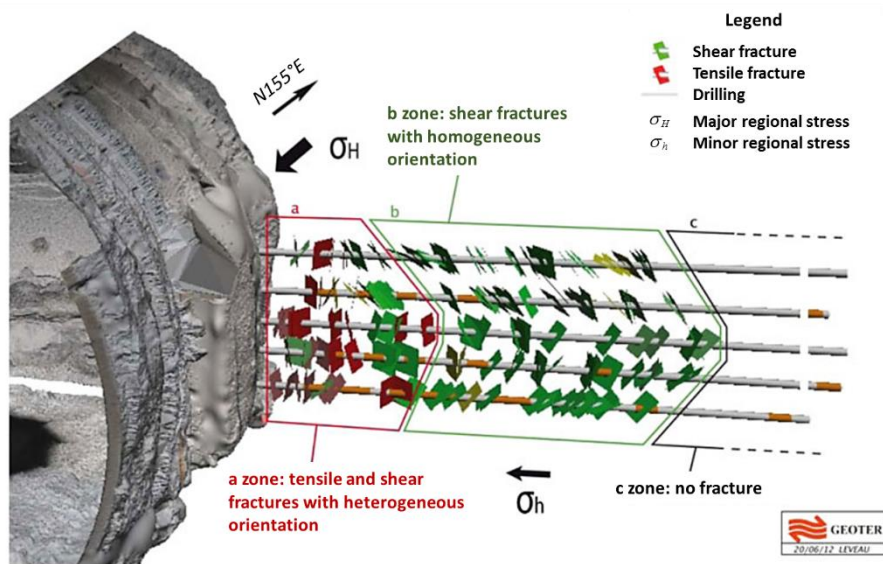 Legend
Shear fracture
Tensile fracture
Drilling
σH Major regional stress
σh Minor regional stress
N155°E
σH
b zone: shear fractures
with homogeneous
orientation
a
b
c
a zone: tensile and shear
fractures with heterogeneous
orientation
σh
c zone: no fracture
GEOTER
20/06/12 LEVEAU